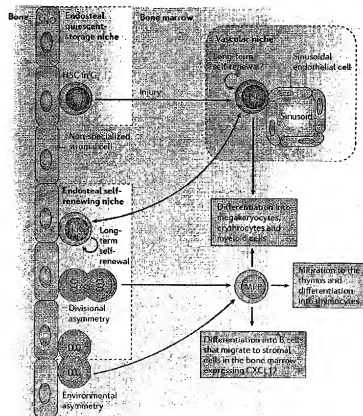 Bone
SNO
Endosteal
quiescent
storage niche
Bone marrow
HSC in G₀
Injury
Vascular niche
Long-term
self-renewal?
Sinusoidal
endothelial cell
Sinusoid
Nonspecialized
stromal cell
Endosteal self-
renewing niche
Long-
term
self-
renewal
Divisional
asymmetry
Environmental
asymmetry
Differentiation into
megakaryocytes,
erythrocytes and
myeloid cells
MPP
Migration to the
thymus and
differentiation
into thymocytes
Differentiation into B cells
that migrate to stromal
cells in the bone marrow
expressing CXCL12